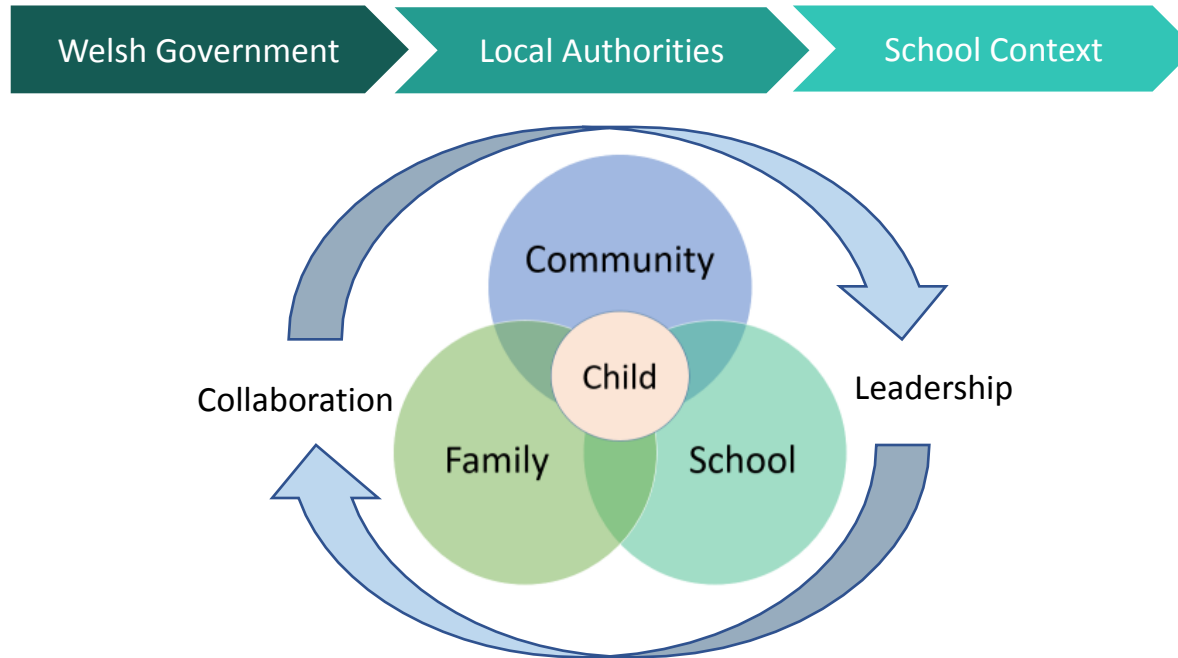 Welsh Government
Local Authorities
School Context
Community
Child
Collaboration
Leadership
Family
School